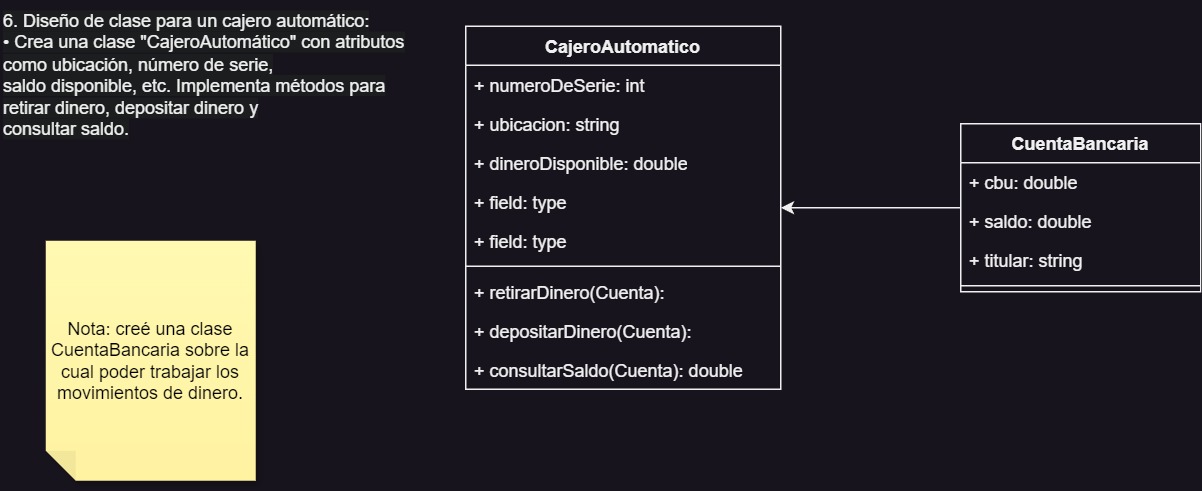 6. Diseño de clase para un cajero automático:
• Crea una clase "CajeroAutomático" con atributos
como ubicación, número de serie,
saldo disponible, etc. Implementa métodos para
retirar dinero, depositar dinero y
consultar saldo.
Nota: creé una clase
CuentaBancaria sobre la
cual poder trabajar los
movimientos de dinero.
CajeroAutomatico
+ numeroDeSerie: int
+ ubicacion: string
+ dineroDisponible: double
+ field: type
+ field: type
+ retirarDinero(Cuenta):
+ depositarDinero(Cuenta):
+ consultarSaldo(Cuenta): double
CuentaBancaria
+ cbu: double
+ saldo: double
+ titular: string